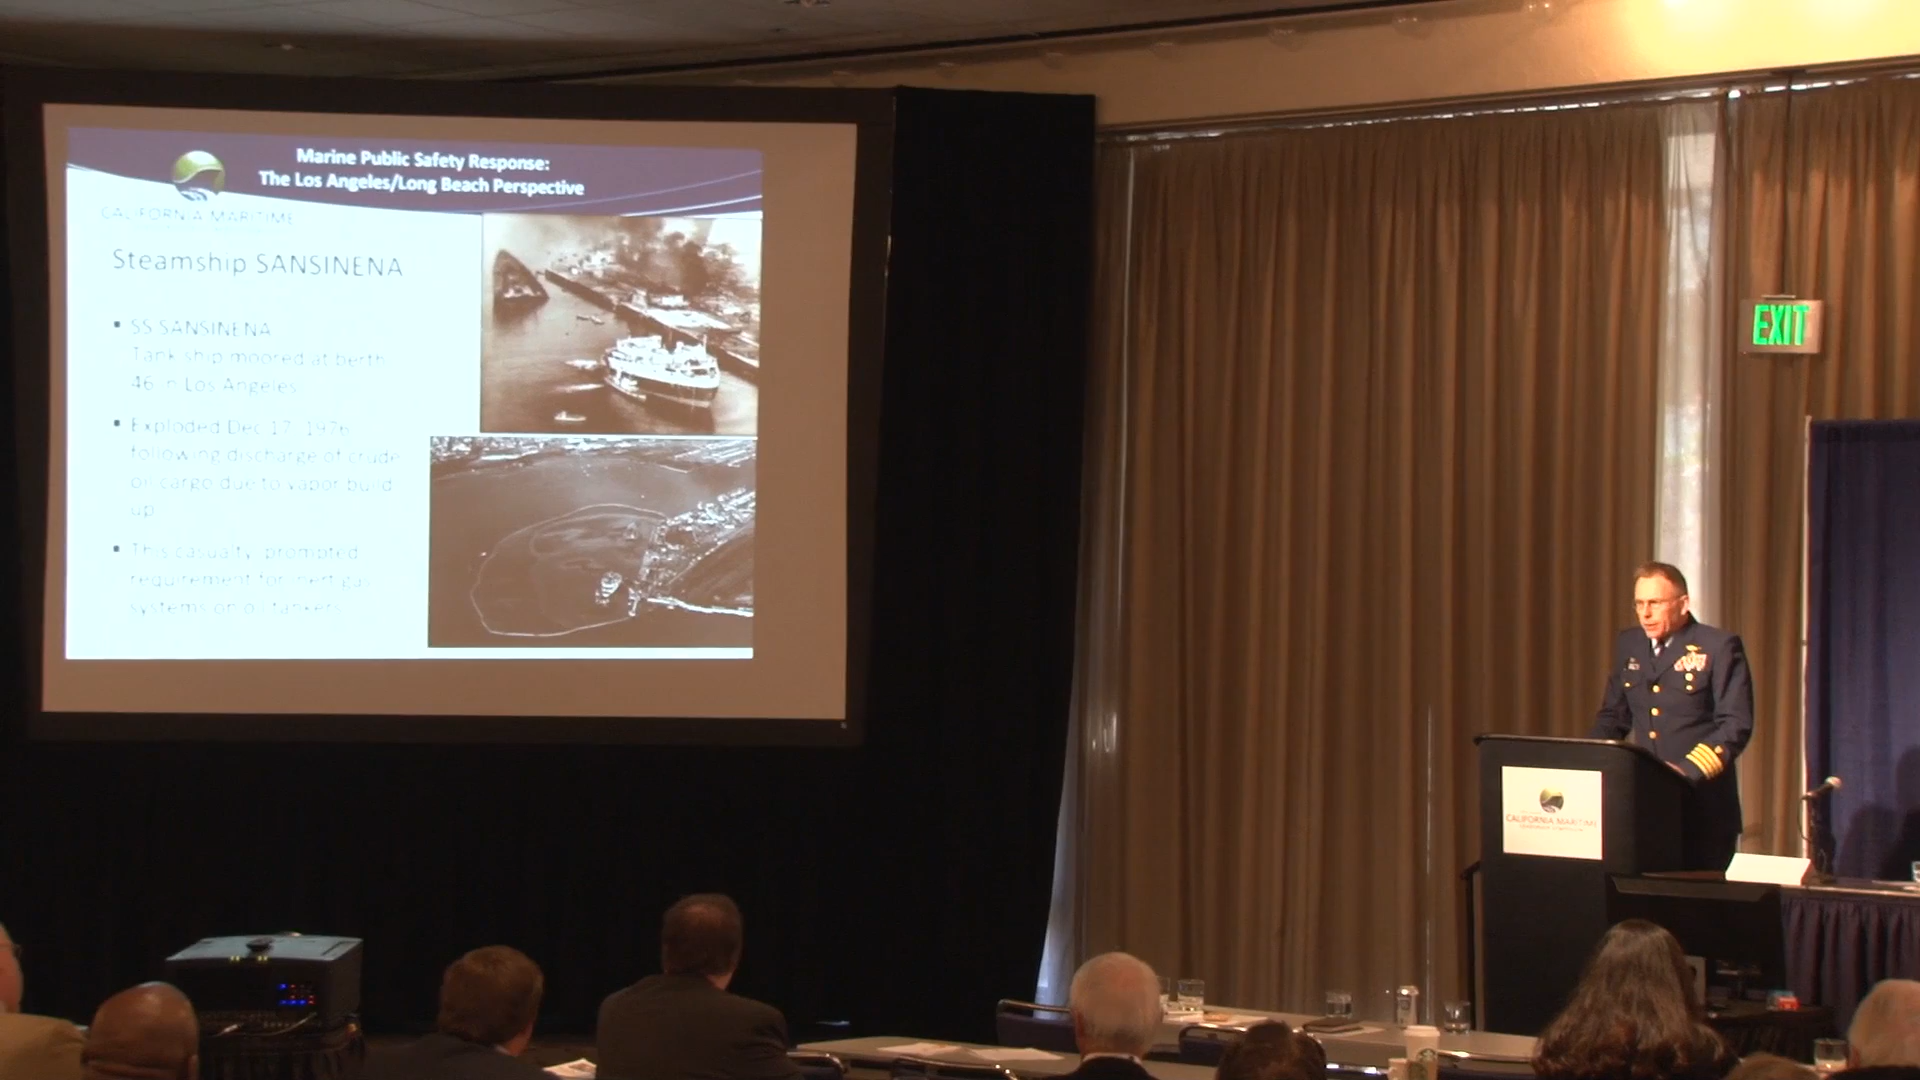 Marine Public Safety Response:
The Los Angeles/Long Beach Perspective
CALIFORNIA MARITIME
Steamship SANSINENA
▪ SS SANSINENA
Tank ship moored at berth
46 in Los Angeles
▪ Exploded Dec 17, 1976
following discharge of crude
oil cargo due to vapor build
up
▪ This casualty prompted
requirement for inert gas
systems on oil tankers
EXIT
CALIFORNIA MARITIME